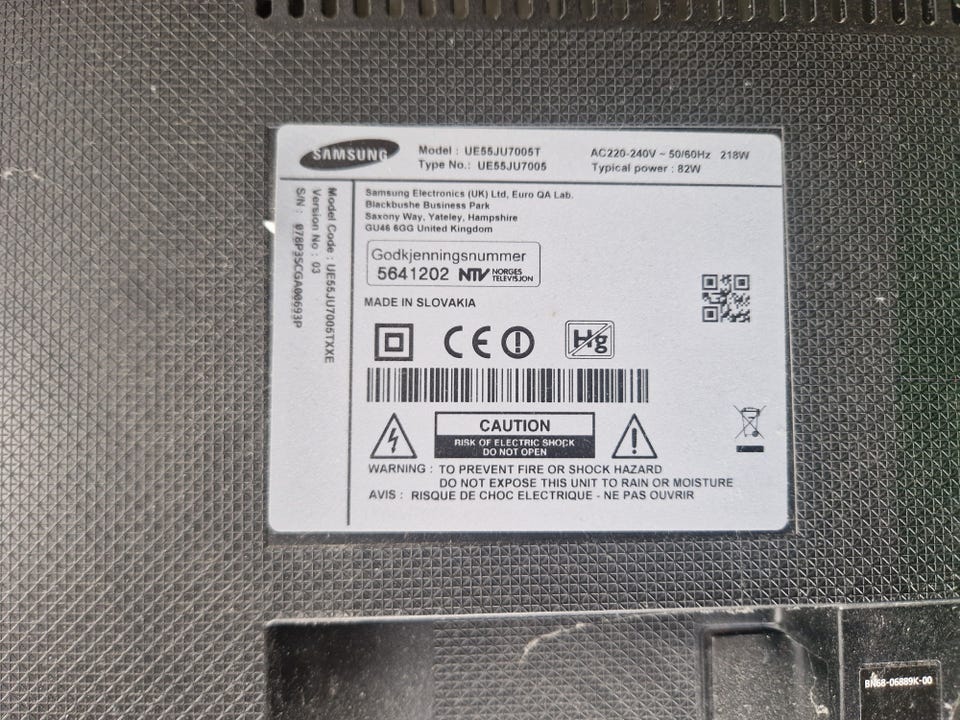 SAMSUNG
Model : UE55JU7005T
Type No.: UE55JU7005
AC220-240V ~ 50/60Hz 218W
Typical power : 82W
Model Code : UE55JU7005TXXE
Version No : 03
S/N : 078P3SCGA00693P
Samsung Electronics (UK) Ltd, Euro QA Lab.
Blackbushe Business Park
Saxony Way, Yateley, Hampshire
GU46 6GG United Kingdom
Godkjenningsnummer
5641202 NTV NORGES
TELEVISJON
MADE IN SLOVAKIA
CE
Hg
CAUTION
RISK OF ELECTRIC SHOCK
DO NOT OPEN
WARNING : TO PREVENT FIRE OR SHOCK HAZARD
DO NOT EXPOSE THIS UNIT TO RAIN OR MOISTURE
AVIS : RISQUE DE CHOC ELECTRIQUE - NE PAS OUVRIR
BN68-06889K-00